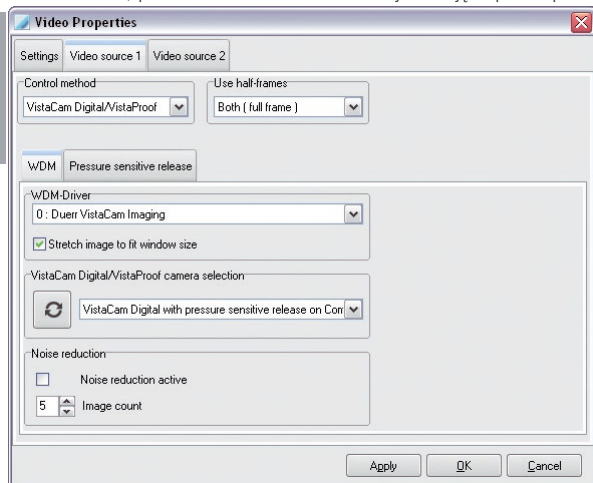 Video Properties
Settings Video source 1 Video source 2
Control method Use half-frames
VistaCam Digital/VistaProof Both ( full frame )
WDM Pressure sensitive release
WDM-Driver
0 : Duerr VistaCam Imaging
Stretch image to fit window size
VistaCam Digital/VistaProof camera selection
VistaCam Digital with pressure sensitive release on
Noise reduction
Noise reduction active
5 Image count
Apply OK Cancel